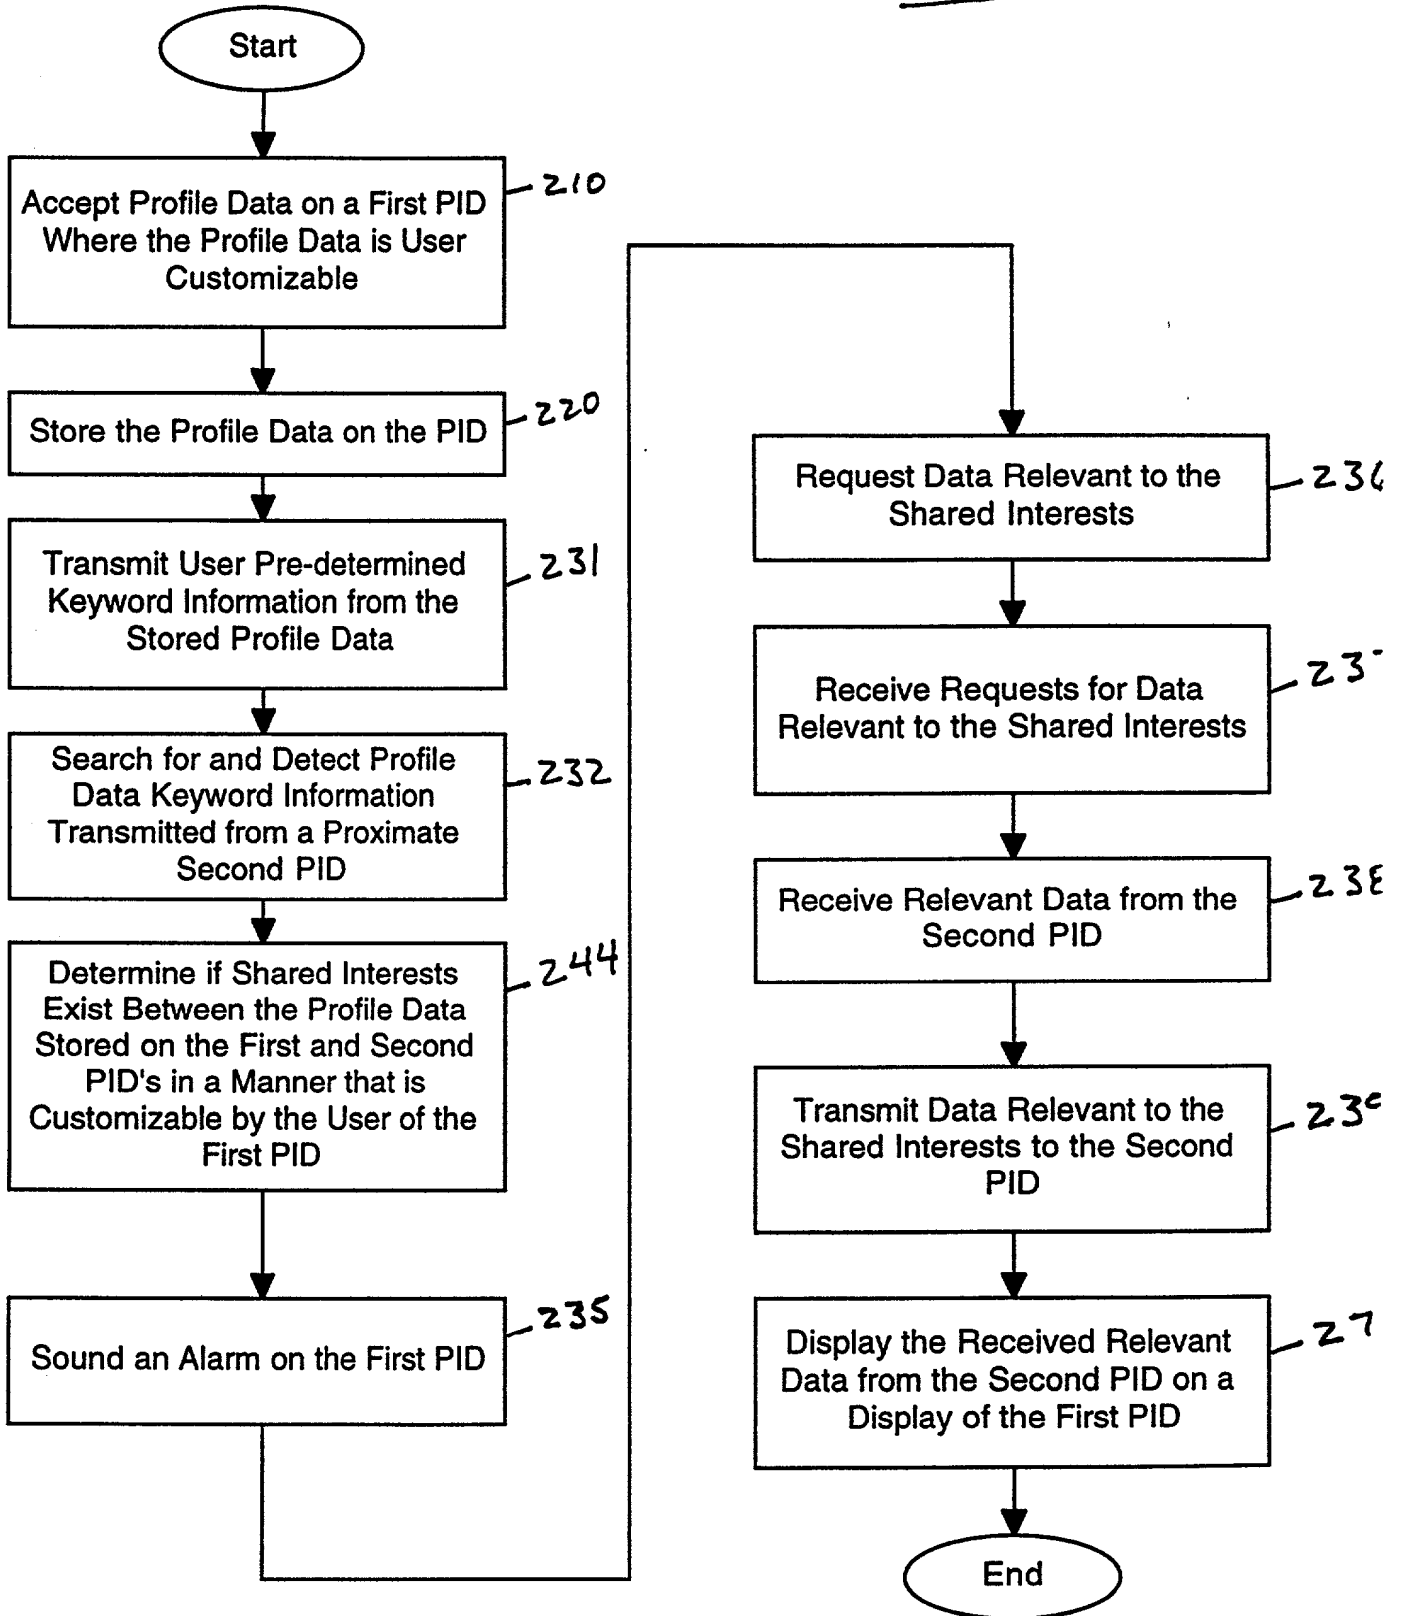 Start
Accept Profile Data on a First PID
Where the Profile Data is User
Customizable
210
Store the Profile Data on the PID
220
Transmit User Pre-determined
Keyword Information from the
Stored Profile Data
231
Search for and Detect Profile
Data Keyword Information
Transmitted from a Proximate
Second PID
232
Determine if Shared Interests
Exist Between the Profile Data
Stored on the First and Second
PID's in a Manner that is
Customizable by the User of the
First PID
244
Sound an Alarm on the First PID
235
Request Data Relevant to the
Shared Interests
Receive Requests for Data
Relevant to the Shared Interests
Receive Relevant Data from the
Second PID
Transmit Data Relevant to the
Shared Interests to the Second
PID
Display the Received Relevant
Data from the Second PID on a
Display of the First PID
27
End